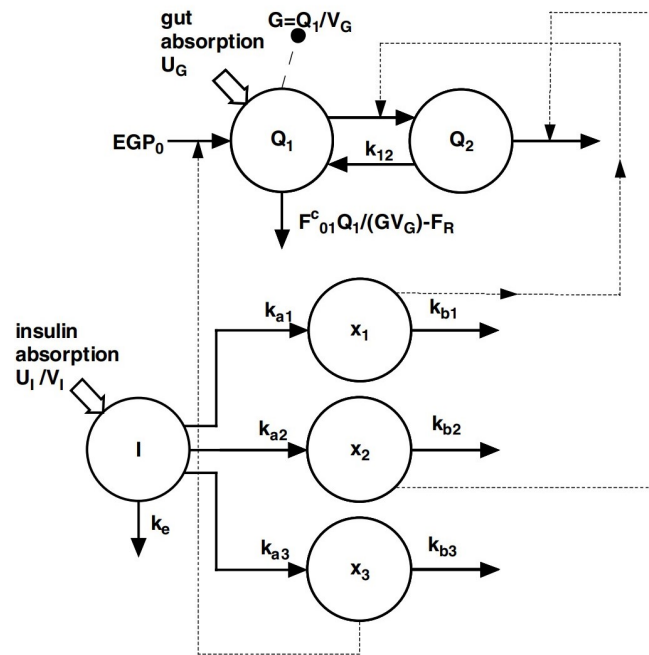 gut
absorption
U_G
G=Q_1/V_G
Q_1
Q_2
EGP_0
k_12
F^c_01Q_1/(GV_G)-F_R
insulin
absorption
U_I/V_I
k_a1
x_1
k_b1
I
k_a2
x_2
k_b2
k_e
k_a3
x_3
k_b3